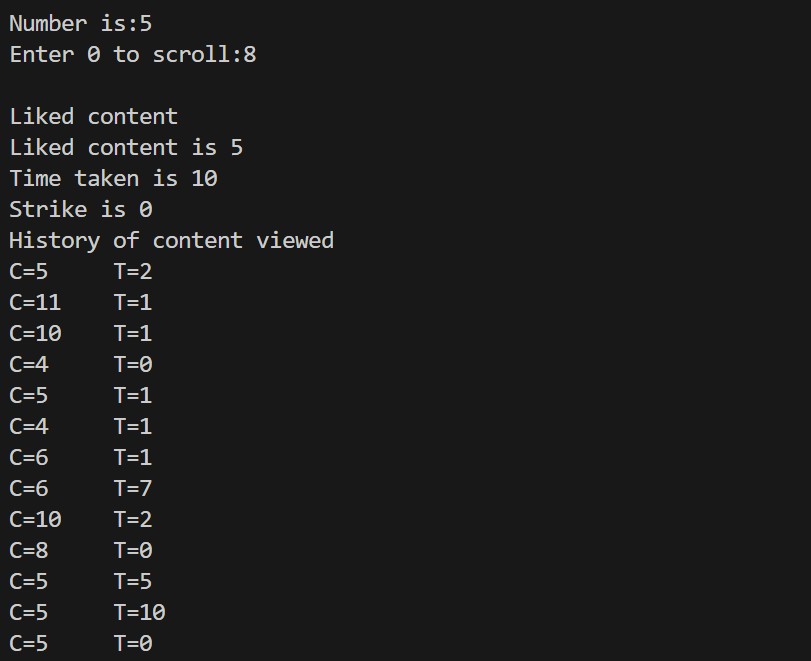 Number is:5
Enter 0 to scroll:8
Liked content
Liked content is 5
Time taken is 10
Strike is 0
History of content viewed
C=5 T=2
C=11 T=1
C=10 T=1
C=4 T=0
C=5 T=1
C=4 T=1
C=6 T=1
C=6 T=7
C=10 T=2
C=8 T=0
C=5 T=5
C=5 T=10
C=5 T=0